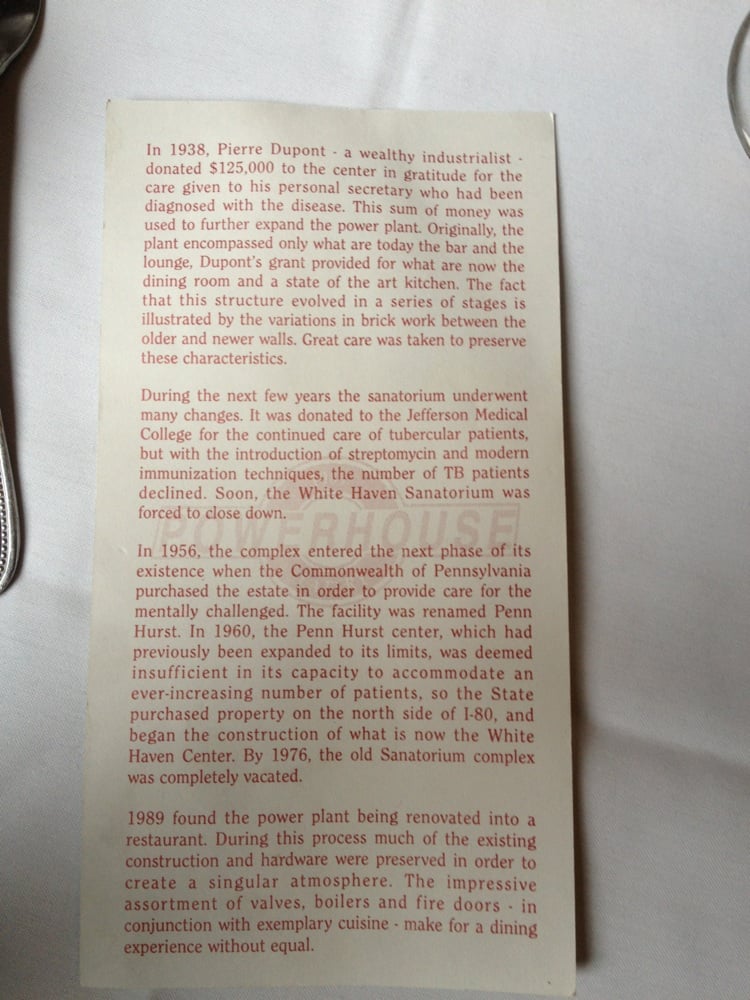 In 1938, Pierre Dupont - a wealthy industrialist -
donated $125,000 to the center in gratitude for the
care given to his personal secretary who had been
diagnosed with the disease. This sum of money was
used to further expand the power plant. Originally, the
plant encompassed only what are today the bar and the
lounge, Dupont's grant provided for what are now the
dining room and a state of the art kitchen. The fact
that this structure evolved in a series of stages is
illustrated by the variations in brick work between the
older and newer walls. Great care was taken to preserve
these characteristics.
During the next few years the sanatorium underwent
many changes. It was donated to the Jefferson Medical
College for the continued care of tubercular patients,
but with the introduction of streptomycin and modern
immunization techniques, the number of TB patients
declined. Soon, the White Haven Sanatorium was
forced to close down.
POWERHOUSE
In 1956, the complex entered the next phase of its
existence when the Commonwealth of Pennsylvania
purchased the estate in order to provide care for the
mentally challenged. The facility was renamed Penn
Hurst. In 1960, the Penn Hurst center, which had
previously been expanded to its limits, was deemed
insufficient in its capacity to accommodate an
ever-increasing number of patients, so the State
purchased property on the north side of I-80, and
began the construction of what is now the White
Haven Center. By 1976, the old Sanatorium complex
was completely vacated.
1989 found the power plant being renovated into a
restaurant. During this process much of the existing
construction and hardware were preserved in order to
create a singular atmosphere. The impressive
assortment of valves, boilers and fire doors - in
conjunction with exemplary cuisine - make for a dining
experience without equal.